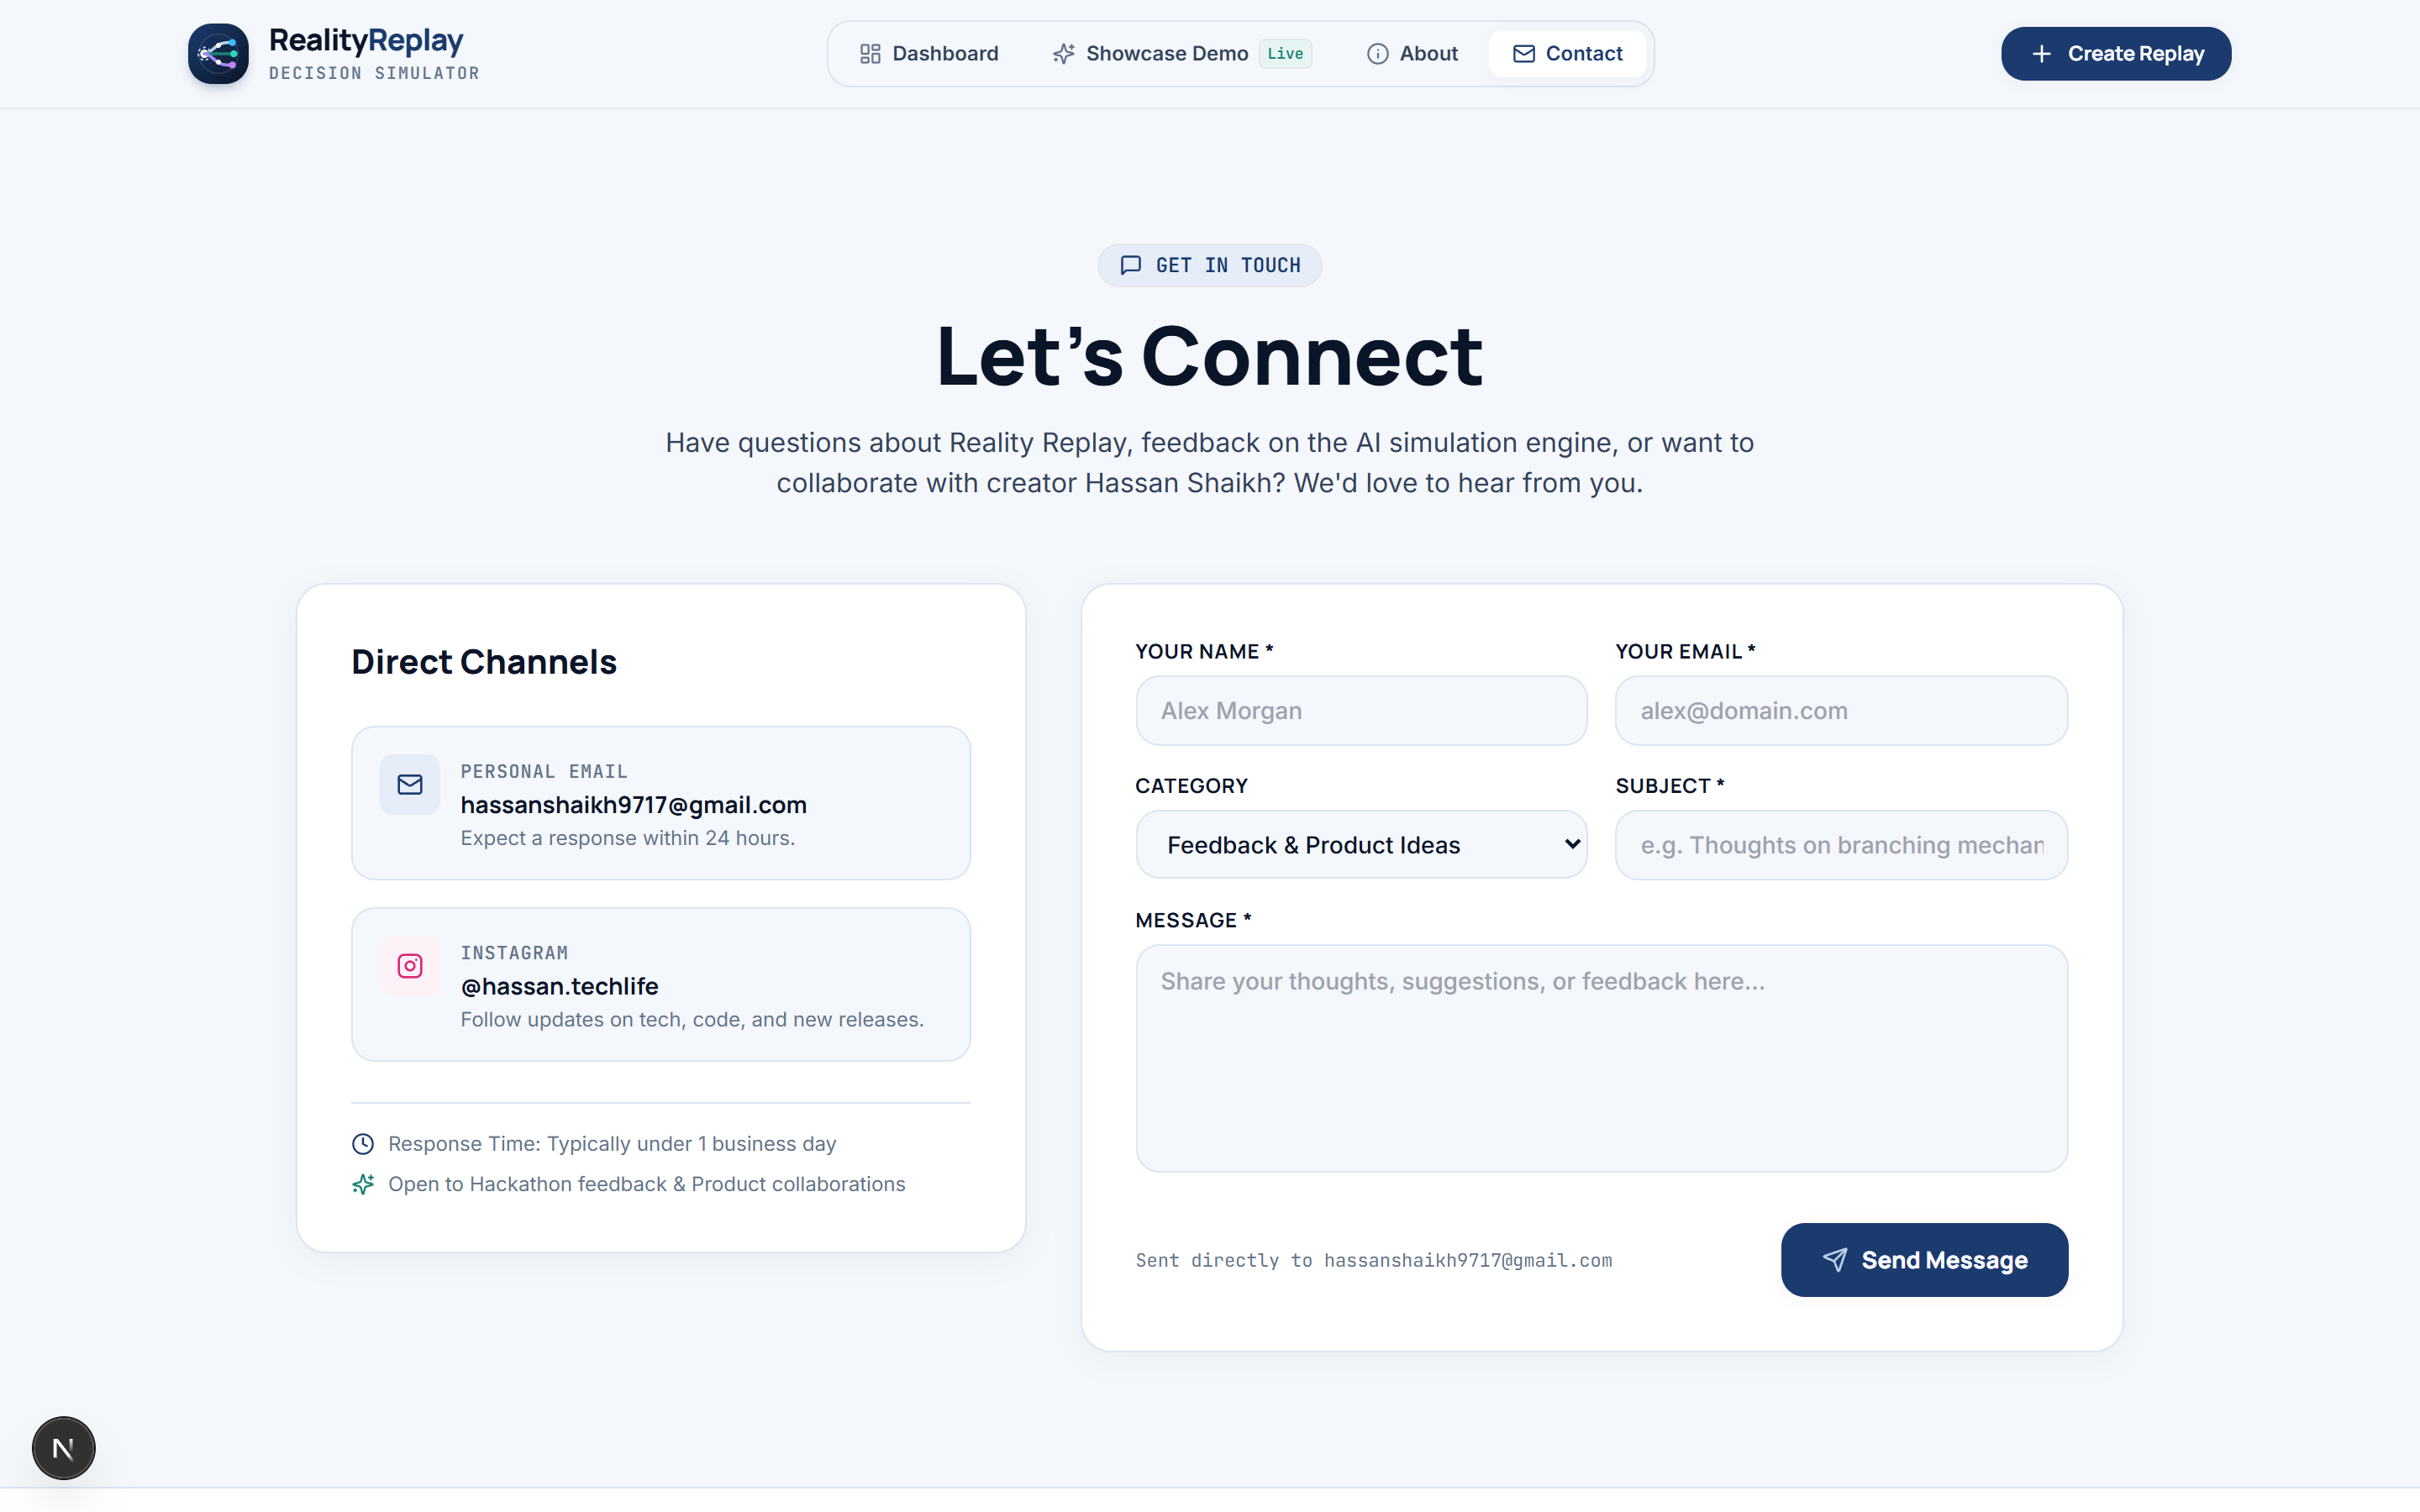 RealityReplay
DECISION SIMULATOR
Dashboard
Showcase Demo Live
About
Contact
Create Replay
GET IN TOUCH
Let’s Connect
Have questions about Reality Replay, feedback on the AI simulation engine, or want to
collaborate with creator Hassan Shaikh? We'd love to hear from you.
Direct Channels
PERSONAL EMAIL
hassanshaikh9717@gmail.com
Expect a response within 24 hours.
INSTAGRAM
@hassan.techlife
Follow updates on tech, code, and new releases.
Response Time: Typically under 1 business day
Open to Hackathon feedback & Product collaborations
YOUR NAME *
Alex Morgan
YOUR EMAIL *
alex@domain.com
CATEGORY
Feedback & Product Ideas
SUBJECT *
e.g. Thoughts on branching mechan
MESSAGE *
Share your thoughts, suggestions, or feedback here...
Sent directly to hassanshaikh9717@gmail.com
Send Message
N